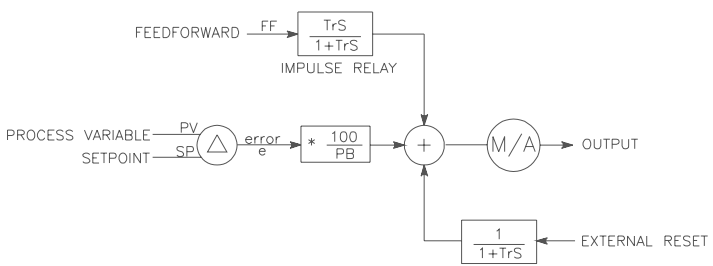 FEEDFORWARD FF TrS
1+TrS
IMPULSE RELAY
PROCESS VARIABLE PV
SETPOINT SP
△
error
e
* 100
PB
+
M/A
OUTPUT
1
1+TrS
EXTERNAL RESET